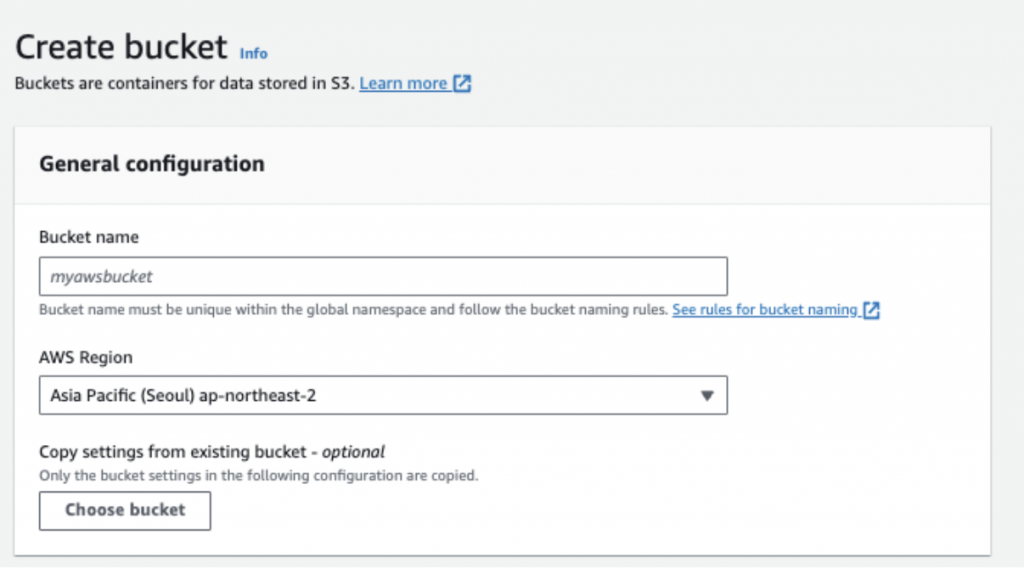 Create bucket Info
Buckets are containers for data stored in S3. Learn more
General configuration
Bucket name
myawsbucket
Bucket name must be unique within the global namespace and follow the bucket naming rules. See rules for bucket naming
AWS Region
Asia Pacific (Seoul) ap-northeast-2
Copy settings from existing bucket - optional
Only the bucket settings in the following configuration are copied.
Choose bucket